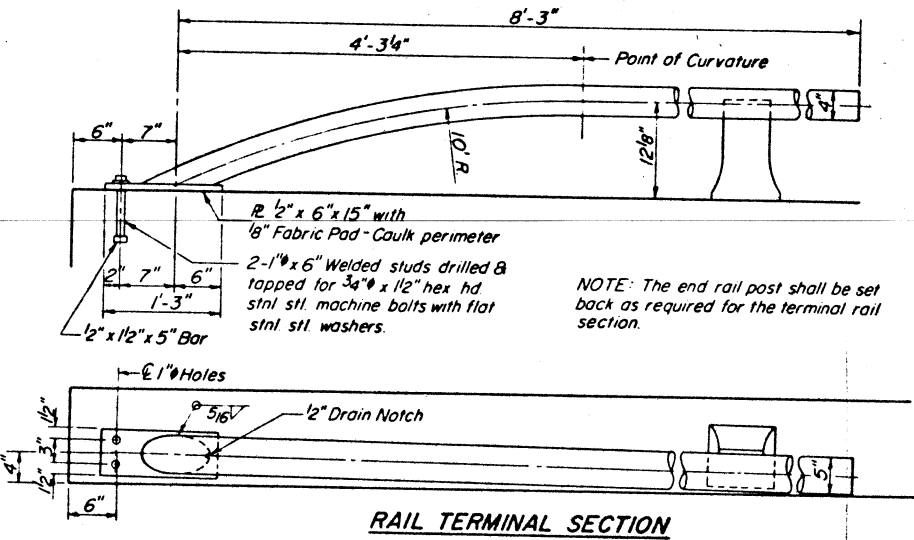 8'-3"
4'-3¼"
Point of Curvature
6"
7"
10' R
12⅛"
4"
℄ ½" x 6" x 15" with
⅛" Fabric Pad - Caulk perimeter
2-1"φ x 6" Welded studs drilled &
tapped for ¾"φ x 1½" hex hd.
stnl. stl. machine bolts with flat
stnl. stl. washers.
NOTE: The end rail post shall be set
back as required for the terminal rail
section.
2"
7"
6"
1'-3"
½" x 1½" x 5" Bar
℄ 1"φ Holes
5/16
½" Drain Notch
1½"
3"
4"
1½"
5"
6"
RAIL TERMINAL SECTION